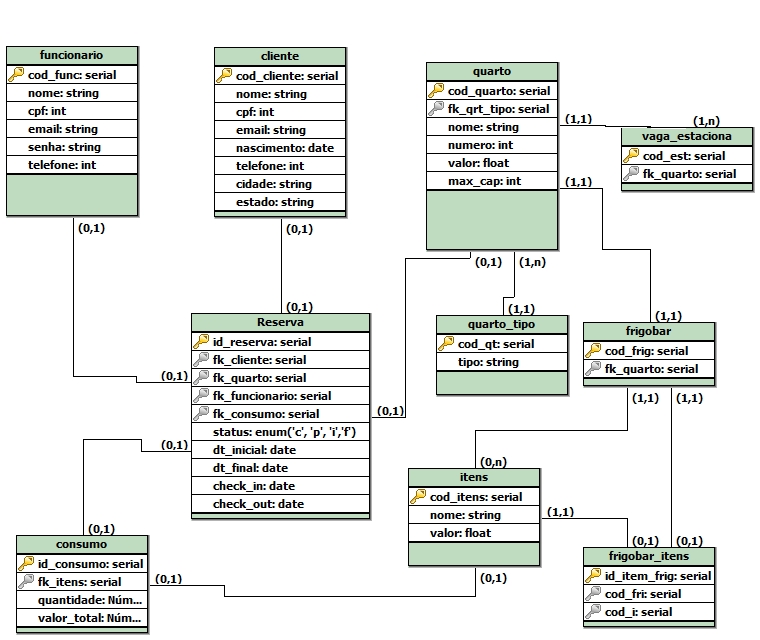 funcionario
cod_func: serial
nome: string
cpf: int
email: string
senha: string
telefone: int
(0,1)
cliente
cod_cliente: serial
nome: string
cpf: int
email: string
nascimento: date
telefone: int
cidade: string
estado: string
(0,1)
quarto
cod_quarto: serial
fk_qrt_tipo: serial
nome: string
numero: int
valor: float
max_cap: int
(1,1)
(1,1)
(0,1)
(1,n)
(1,n)
vaga_estaciona
cod_est: serial
fk_quarto: serial
(0,1)
Reserva
id_reserva: serial
fk_cliente: serial
fk_quarto: serial
fk_funcionario: serial
fk_consumo: serial
status: enum('c', 'p', 'i','f')
dt_inicial: date
dt_final: date
check_in: date
check_out: date
(0,1)
(0,1)
(0,1)
(1,1)
quarto_tipo
cod_qt: serial
tipo: string
(1,1)
frigobar
cod_frig: serial
fk_quarto: serial
(1,1)
(1,1)
(0,n)
itens
cod_itens: serial
nome: string
valor: float
(1,1)
(0,1)
(0,1)
consumo
id_consumo: serial
fk_itens: serial
quantidade: Núm...
valor_total: Núm...
(0,1)
(0,1)
(0,1)
frigobar_itens
id_item_frig: serial
cod_fri: serial
cod_i: serial